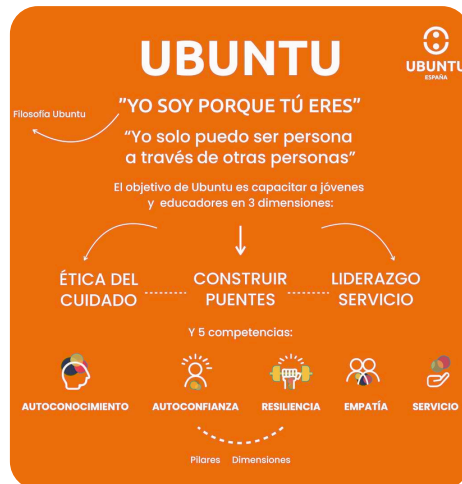 UBUNTU
UBUNTU
ESPAÑA
"YO SOY PORQUE TÚ ERES"
Filosofía Ubuntu
"Yo solo puedo ser persona
a través de otras personas"
El objetivo de Ubuntu es capacitar a jóvenes
y educadores en 3 dimensiones:
ÉTICA DEL
CUIDADO
CONSTRUIR
PUENTES
LIDERAZGO
SERVICIO
Y 5 competencias:
AUTOCONOCIMIENTO
AUTOCONFIANZA
RESILIENCIA
EMPATÍA
SERVICIO
Pilares Dimensiones